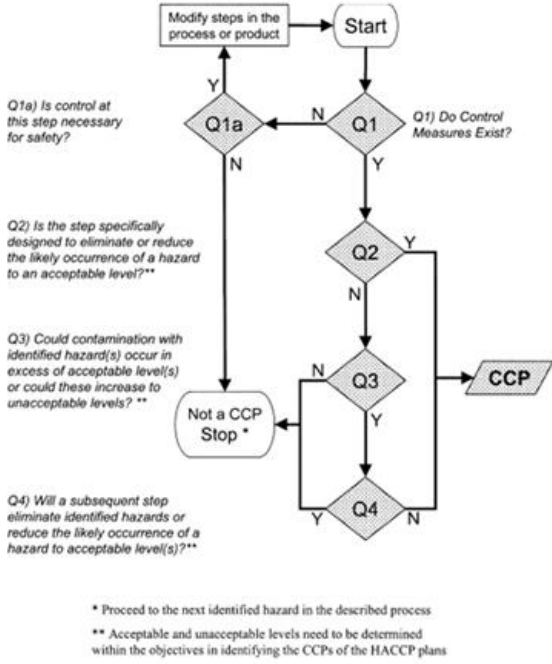 Modify steps in the
process or product
Start
Y
Q1a) Is control at
this step necessary
for safety?
Q1a
N
Q1
Q1) Do Control
Measures Exist?
N
Y
Q2) Is the step specifically
designed to eliminate or reduce
the likely occurrence of a hazard
to an acceptable level?**
Q2
Y
N
Q3) Could contamination with
identified hazard(s) occur in
excess of acceptable level(s)
or could these increase to
unacceptable levels? **
N
Q3
CCP
Not a CCP
Stop *
Y
Q4) Will a subsequent step
eliminate identified hazards or
reduce the likely occurrence of a
hazard to acceptable level(s)?**
Y
Q4
N
* Proceed to the next identified hazard in the described process
** Acceptable and unacceptable levels need to be determined
within the objectives in identifying the CCPs of the HACCP plans